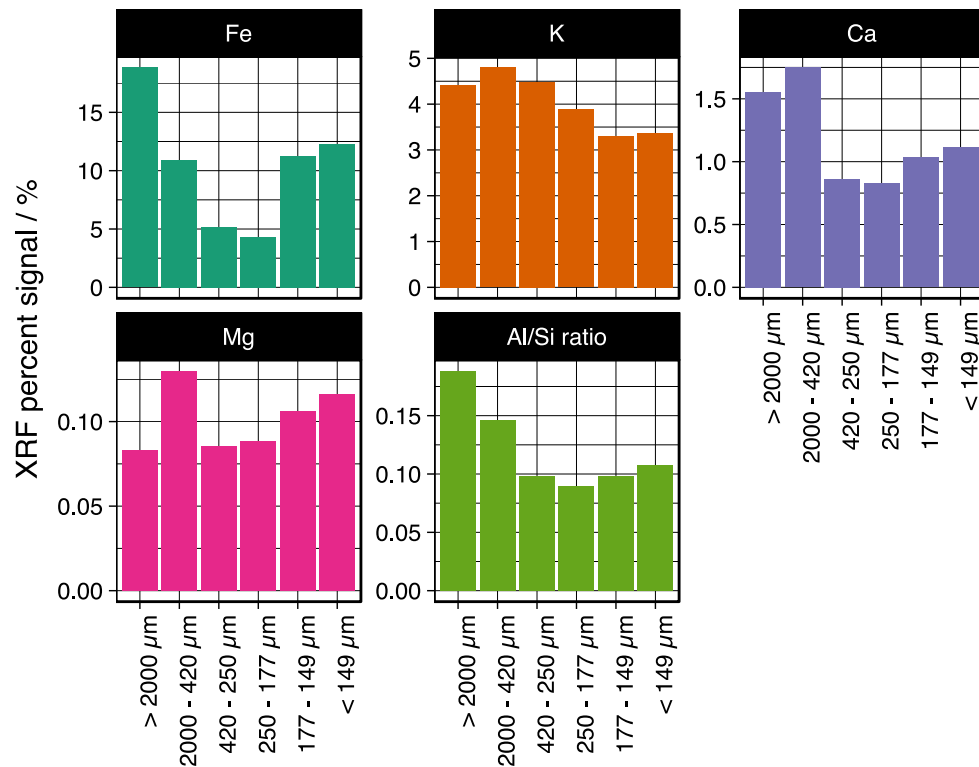 Fe
K
Ca
XRF percent signal / %
15
10
5
0
5
4
3
2
1
0
1.5
1.0
0.5
0.0
Mg
Al/Si ratio
0.10
0.05
0.00
0.15
0.10
0.05
0.00
> 2000 µm
2000 - 420 µm
420 - 250 µm
250 - 177 µm
177 - 149 µm
< 149 µm
> 2000 µm
2000 - 420 µm
420 - 250 µm
250 - 177 µm
177 - 149 µm
< 149 µm
> 2000 µm
2000 - 420 µm
420 - 250 µm
250 - 177 µm
177 - 149 µm
< 149 µm